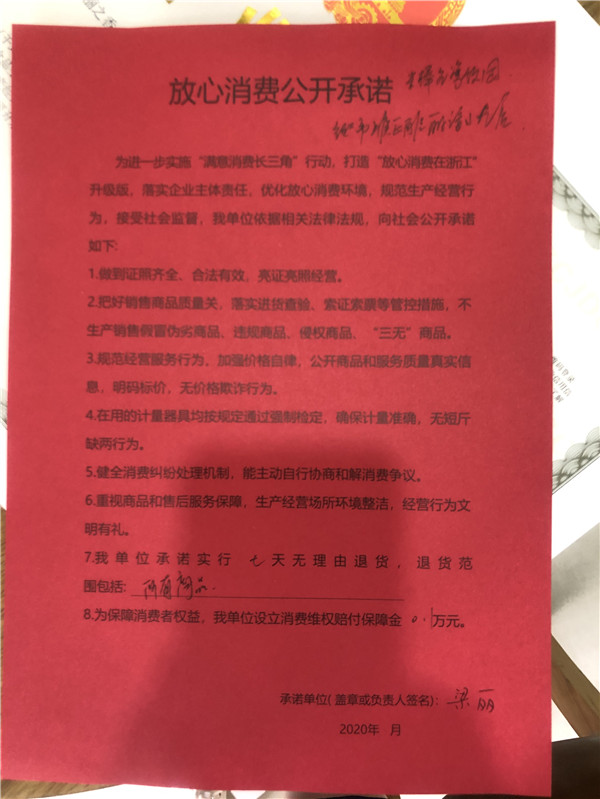 放心消费公开承诺
为进一步实施“满意消费长三角”行动，打造“放心消费在浙江”
升级版，落实企业主体责任，优化放心消费环境，规范生产经营行
为，接受社会监督，我单位依据相关法律法规，向社会公开承诺
如下:
1.做到证照齐全、合法有效，亮证亮照经营。
2.把好销售商品质量关，落实进货查验、索证索票等管控措施，不
生产销售假冒伪劣商品、违规商品、侵权商品、“三无”商品。
3.规范经营服务行为，加强价格自律，公开商品和服务质量真实信
息，明码标价，无价格欺诈行为。
4.在用的计量器具均按规定通过强制检定，确保计量准确，无短斤
缺两行为。
5.健全消费纠纷处理机制，能主动自行协商和解消费争议。
6.重视商品和售后服务保障，生产经营场所环境整洁，经营行为文
明有礼。
7.我单位承诺实行 七 天无理由退货，退货范
围包括: 所有商品.
8.为保障消费者权益，我单位设立消费维权赔付保障金 0.1 万元。
承诺单位(盖章或负责人签名): 梁丽
2020年 月